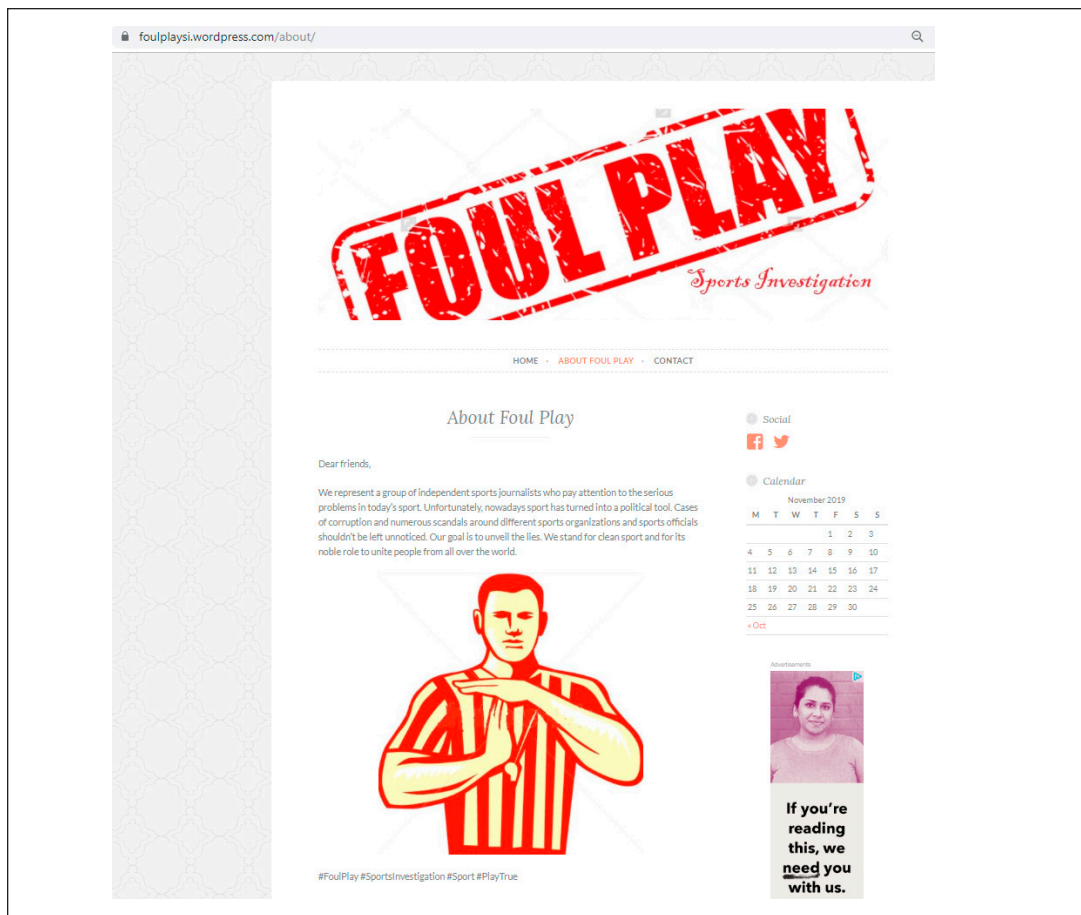 foulplaysi.wordpress.com/about/
FOUL PLAY
Sports Investigation
HOME - ABOUT FOUL PLAY - CONTACT
About Foul Play
Dear friends,
We represent a group of independent sports journalists who pay attention to the serious
problems in today's sport. Unfortunately, nowadays sport has turned into a political tool. Cases
of corruption and numerous scandals around different sports organizations and sports officials
shouldn't be left unnoticed. Our goal is to unveil the lies. We stand for clean sport and for its
noble role to unite people from all over the world.
#FoulPlay #SportsInvestigation #Sport #PlayTrue
Social
Calendar
November 2019
M T W T F S S
1 2 3
4 5 6 7 8 9 10
11 12 13 14 15 16 17
18 19 20 21 22 23 24
25 26 27 28 29 30
« Oct
Advertisements
If you're
reading
this, we
need you
with us.